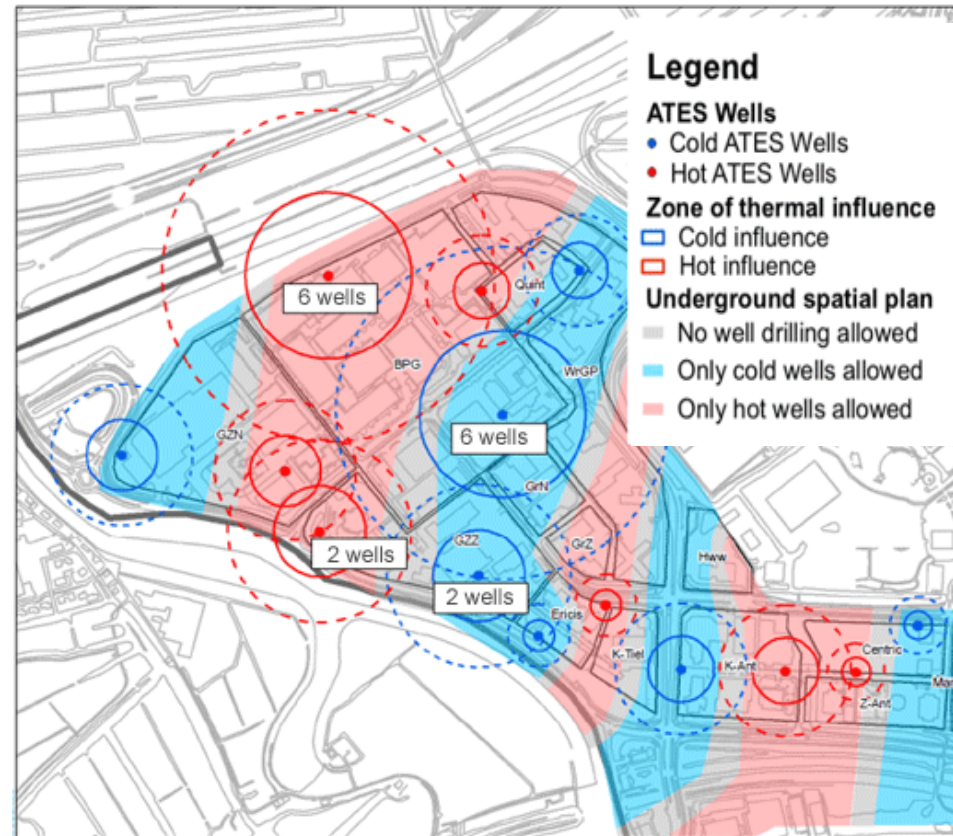 Legend
ATES Wells
Cold ATES Wells
Hot ATES Wells
Zone of thermal influence
Cold influence
Hot influence
Underground spatial plan
No well drilling allowed
Only cold wells allowed
Only hot wells allowed
Quint
6 wells
BPG
WrGP
GZN
6 wells
GrN
GZZ
GrZ
2 wells
Hww
2 wells
Ericis
K-Tiel
K-Ant
Centric
Mar
Z-Ant